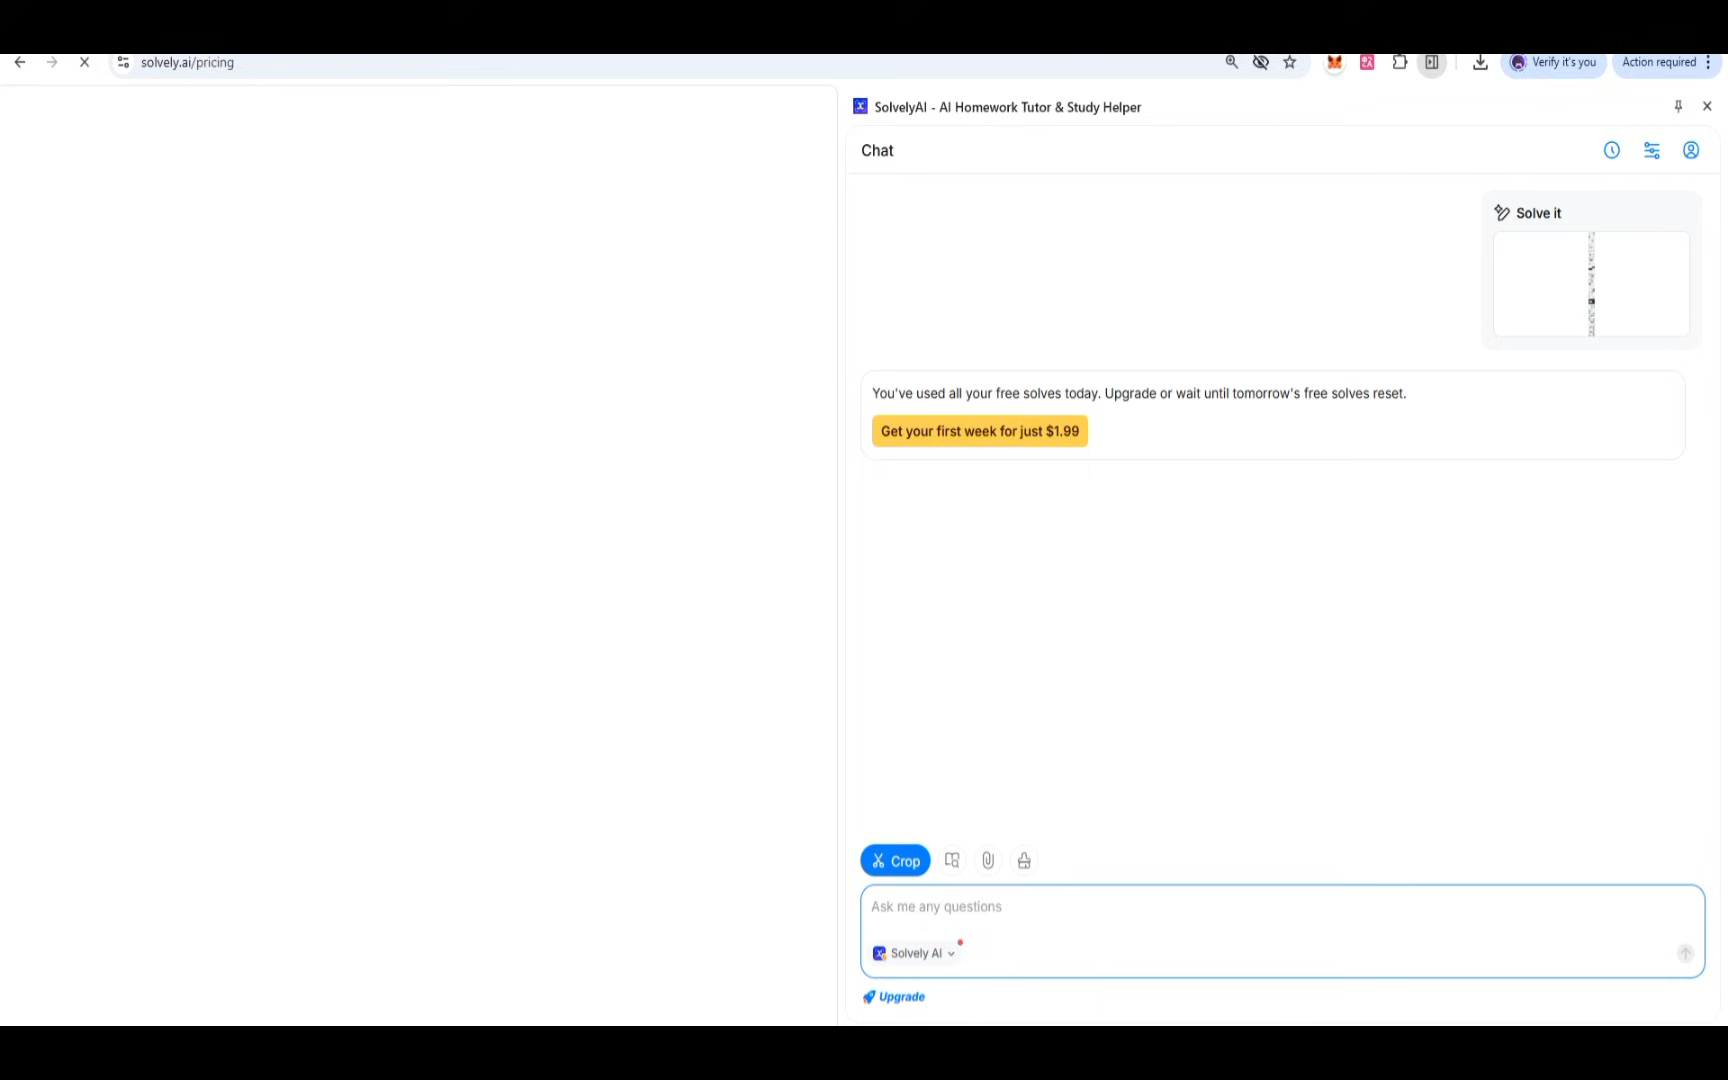 solvely.ai/pricing
Verify it's you
Action required
SolvelyAI - AI Homework Tutor & Study Helper
Chat
Solve it
You've used all your free solves today. Upgrade or wait until tomorrow's free solves reset.
Get your first week for just $1.99
Crop
Ask me any questions
Solvely AI
Upgrade